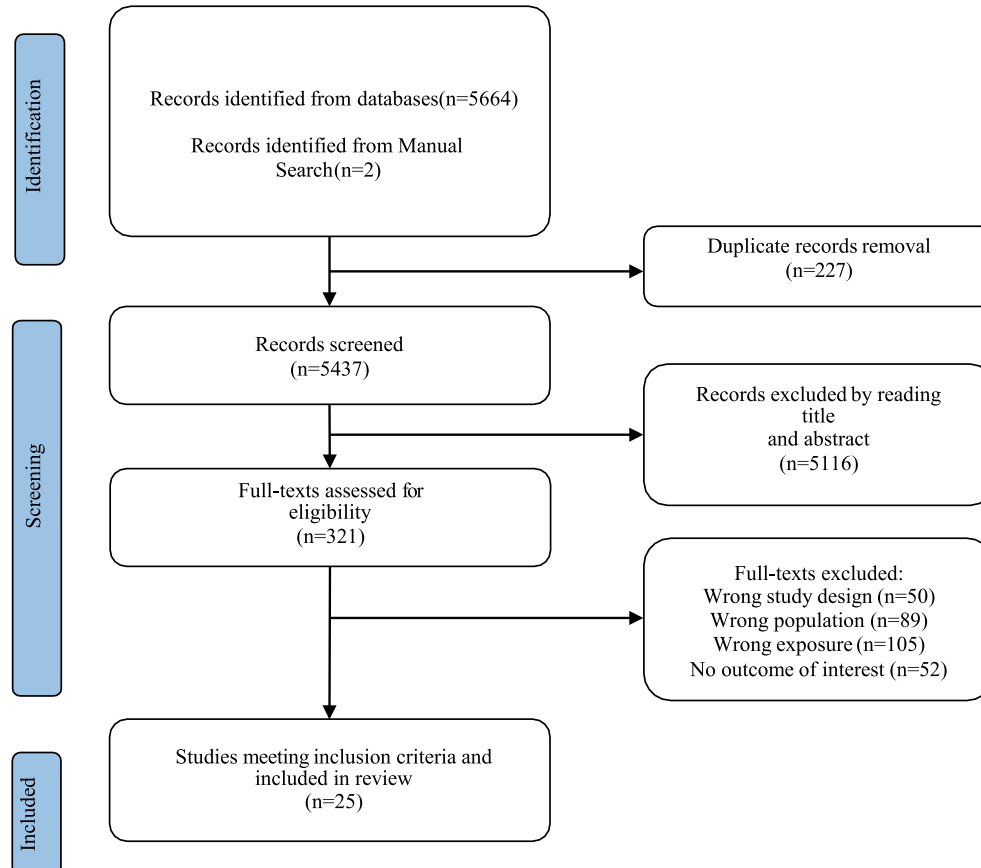 Identification
Records identified from databases(n=5664)
Records identified from Manual
Search(n=2)
Duplicate records removal
(n=227)
Screening
Records screened
(n=5437)
Records excluded by reading
title
and abstract
(n=5116)
Full-texts assessed for
eligibility
(n=321)
Full-texts excluded:
Wrong study design (n=50)
Wrong population (n=89)
Wrong exposure (n=105)
No outcome of interest (n=52)
Included
Studies meeting inclusion criteria and
included in review
(n=25)